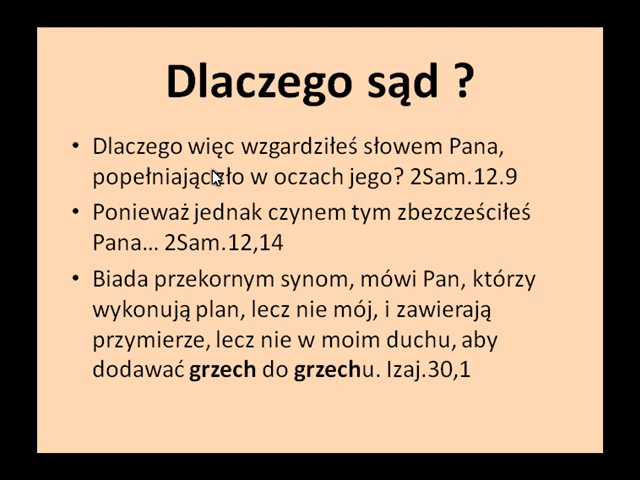 Dlaczego sąd ?
• Dlaczego więc wzgardziłeś słowem Pana,
popełniając zło w oczach jego? 2Sam.12.9
• Ponieważ jednak czynem tym zbezcześciłeś
Pana... 2Sam.12,14
• Biada przekornym synom, mówi Pan, którzy
wykonują plan, lecz nie mój, i zawierają
przymierze, lecz nie w moim duchu, aby
dodawać grzech do grzechu. Izaj.30,1